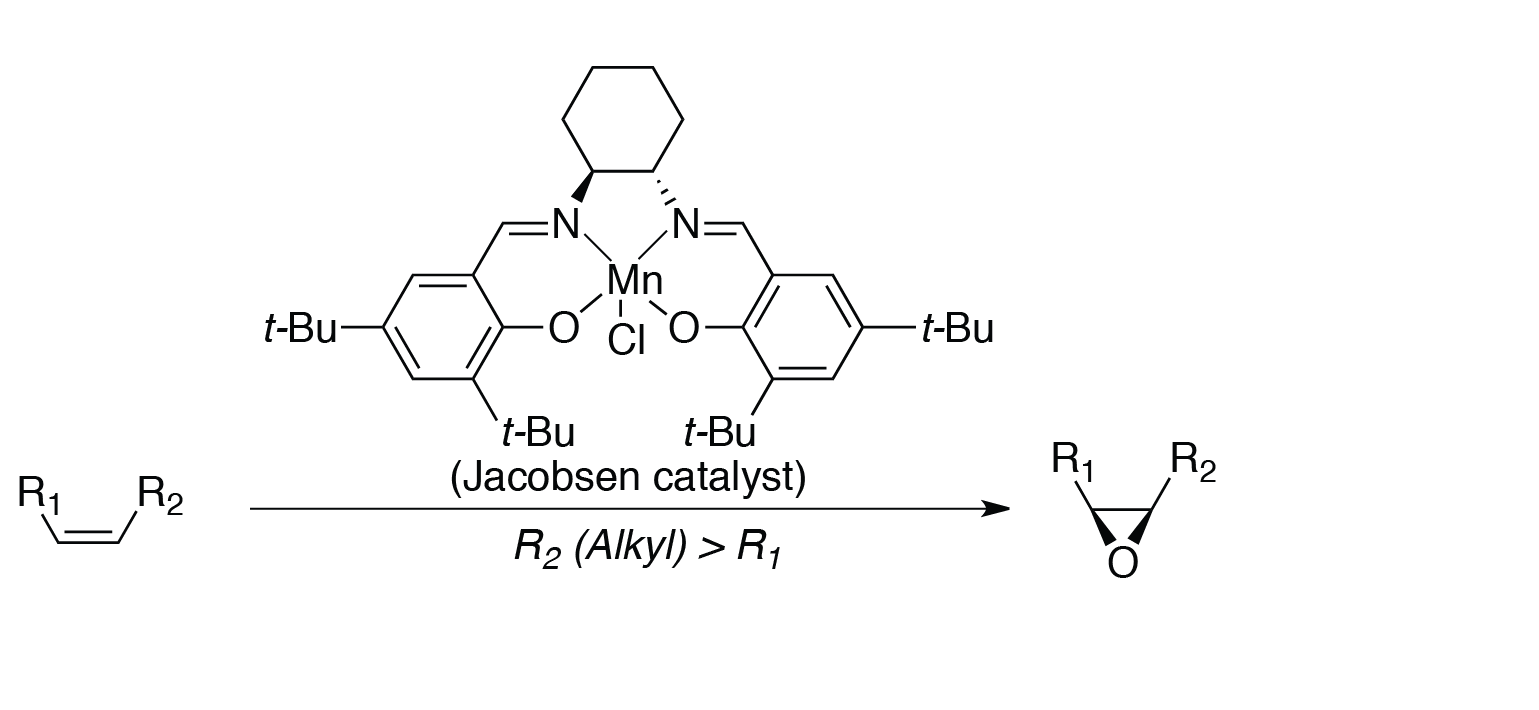 N N
Mn
t-Bu O Cl O t-Bu
t-Bu t-Bu
(Jacobsen catalyst)
R1 R2
R2 (Alkyl) > R1
R1 R2
O